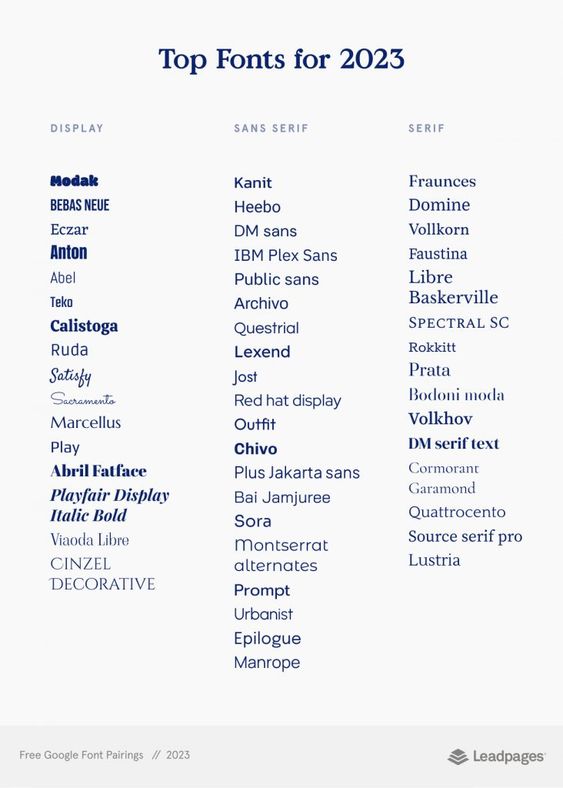 Top Fonts for 2023
DISPLAY
Modak
BEBAS NEUE
Eczar
Anton
Abel
Teko
Calistoga
Ruda
Satisfy
Sacramento
Marcellus
Play
Abril Fatface
Playfair Display
Italic Bold
Viaoda Libre
CINZEL
DECORATIVE
SANS SERIF
Kanit
Heebo
DM sans
IBM Plex Sans
Public sans
Archivo
Questrial
Lexend
Jost
Red hat display
Outfit
Chivo
Plus Jakarta sans
Bai Jamjuree
Sora
Montserrat
alternates
Prompt
Urbanist
Epilogue
Manrope
SERIF
Fraunces
Domine
Vollkorn
Faustina
Libre
Baskerville
SPECTRAL SC
Rokkitt
Prata
Bodoni moda
Volkhov
DM serif text
Cormorant
Garamond
Quattrocento
Source serif pro
Lustria
Free Google Font Pairings // 2023
Leadpages